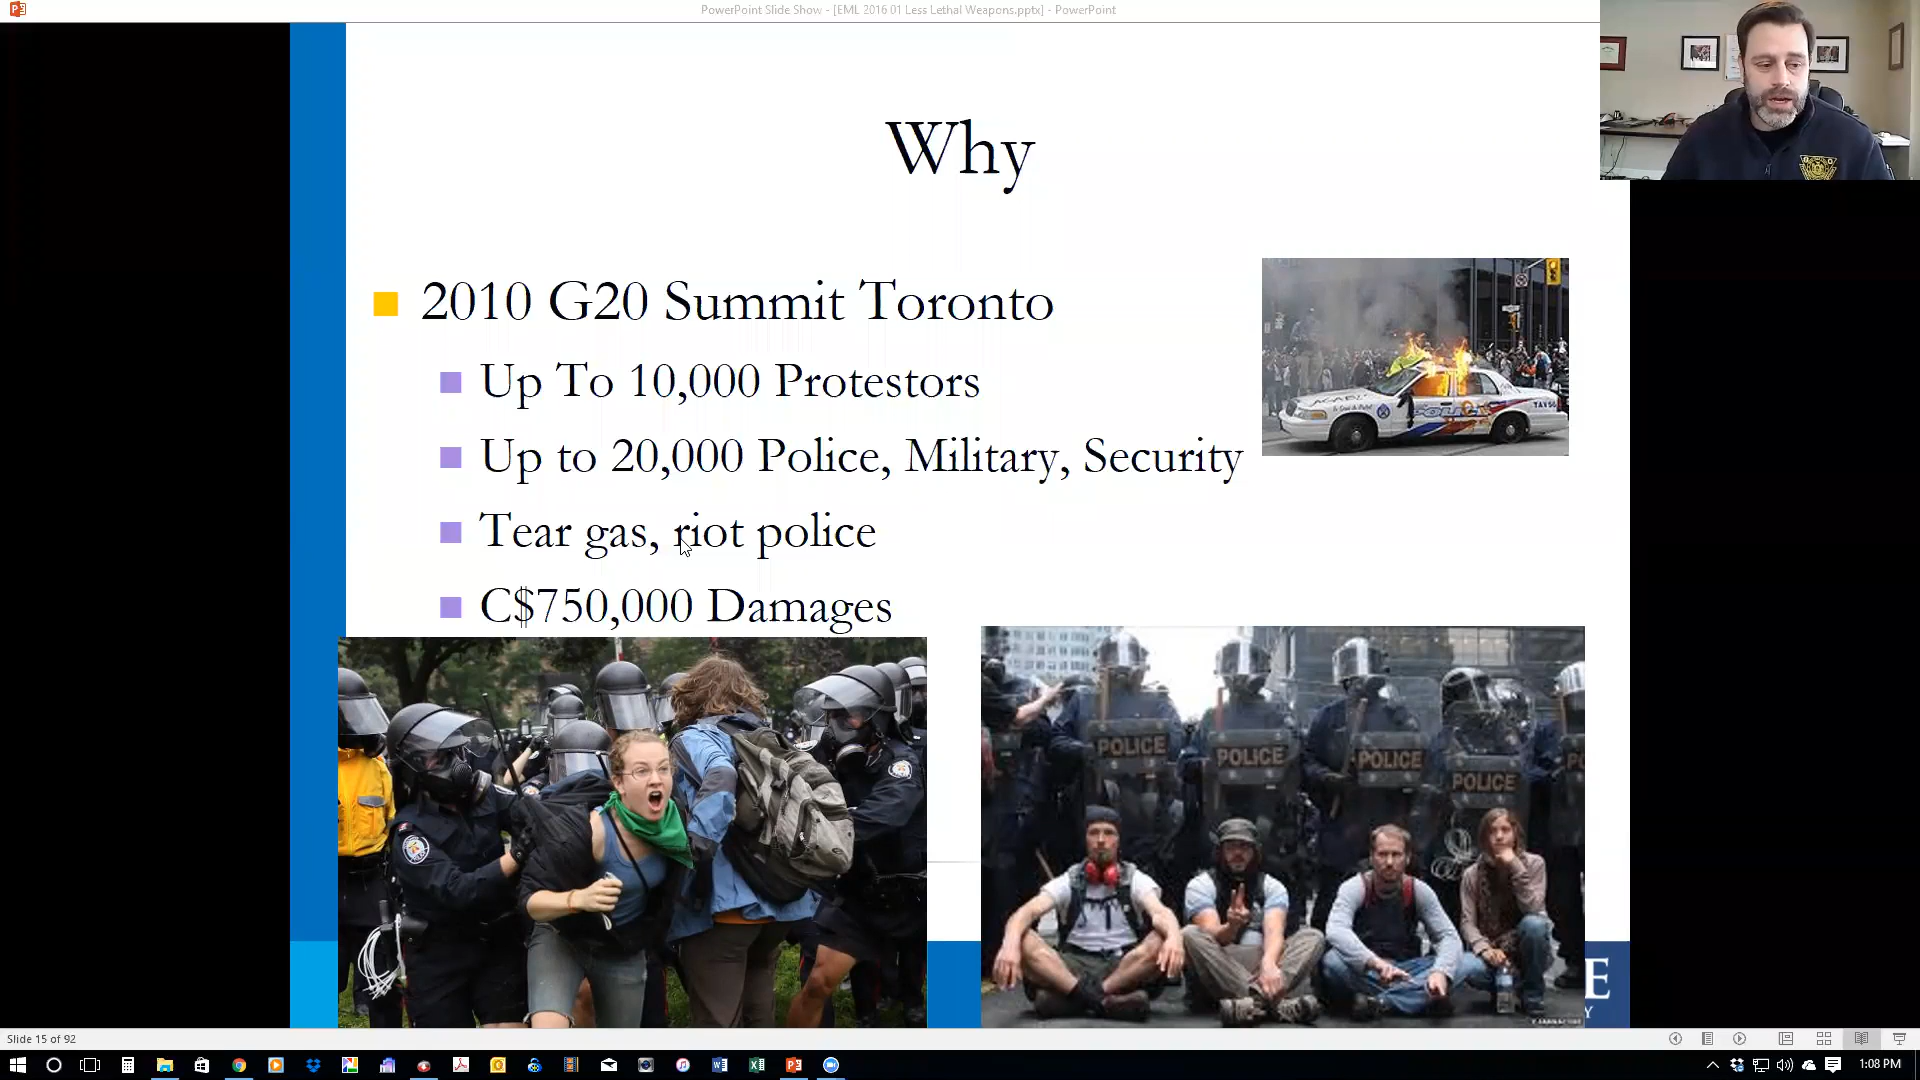 PowerPoint Slide Show - [EML 2016 01 Less Lethal Weapons.pptx] - PowerPoint
Why
2010 G20 Summit Toronto
Up To 10,000 Protestors
Up to 20,000 Police, Military, Security
Tear gas, riot police
C$750,000 Damages
POLICE
POLICE
POLICE
POLICE
E
Y
Slide 15 of 92
1:08 PM